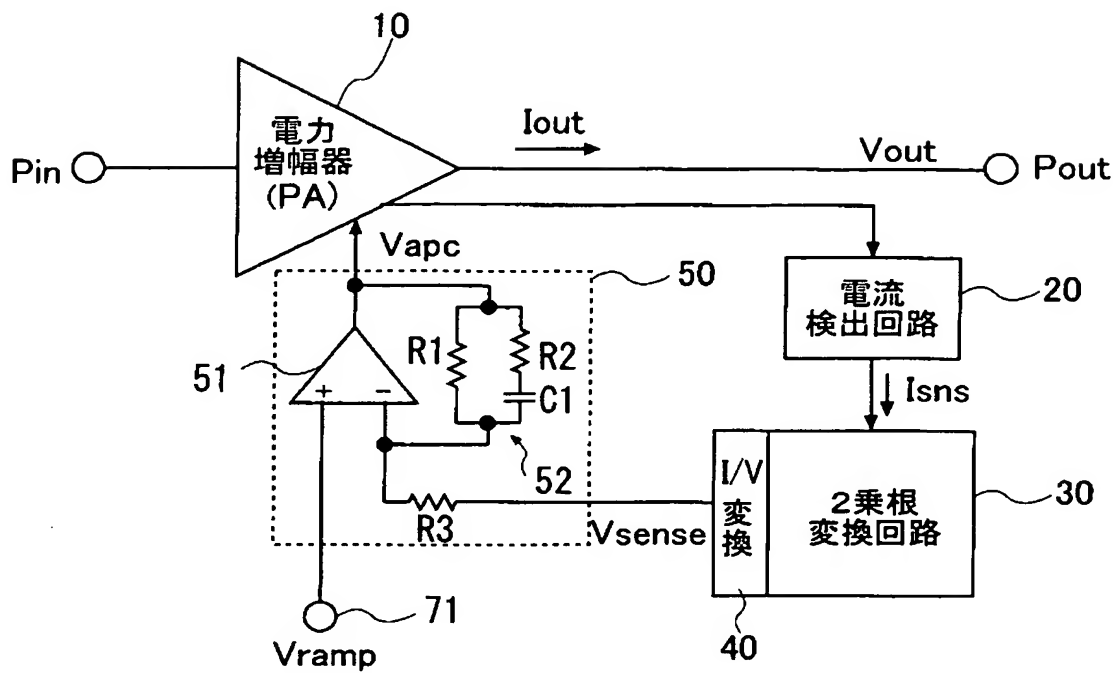 10
電力
増幅器
(PA)
Iout
Vout
Pin
Pout
Vapc
50
電流
検出回路
20
R1
R2
C1
51
+ −
Isns
52
I/V
変換
2乗根
変換回路
30
R3
Vsense
40
71
Vramp